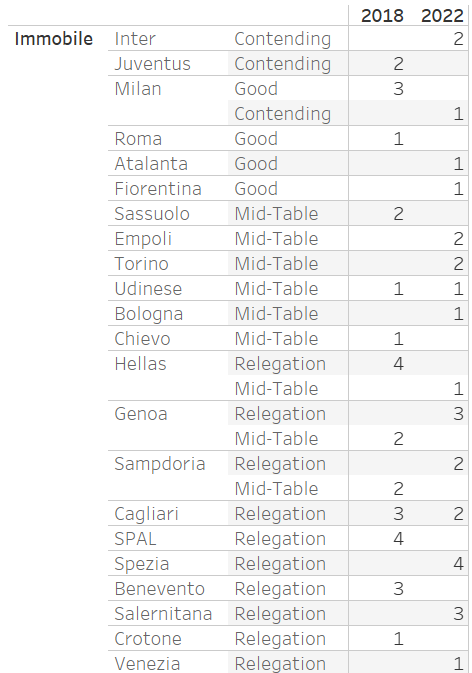 2018 2022
Immobile Inter Contending 2
Juventus Contending 2
Milan Good 3
Contending 1
Roma Good 1
Atalanta Good 1
Fiorentina Good 1
Sassuolo Mid-Table 2
Empoli Mid-Table 2
Torino Mid-Table 2
Udinese Mid-Table 1 1
Bologna Mid-Table 1
Chievo Mid-Table 1
Hellas Relegation 4
Mid-Table 1
Genoa Relegation 3
Mid-Table 2
Sampdoria Relegation 2
Mid-Table 2
Cagliari Relegation 3 2
SPAL Relegation 4
Spezia Relegation 4
Benevento Relegation 3
Salernitana Relegation 3
Crotone Relegation 1
Venezia Relegation 1